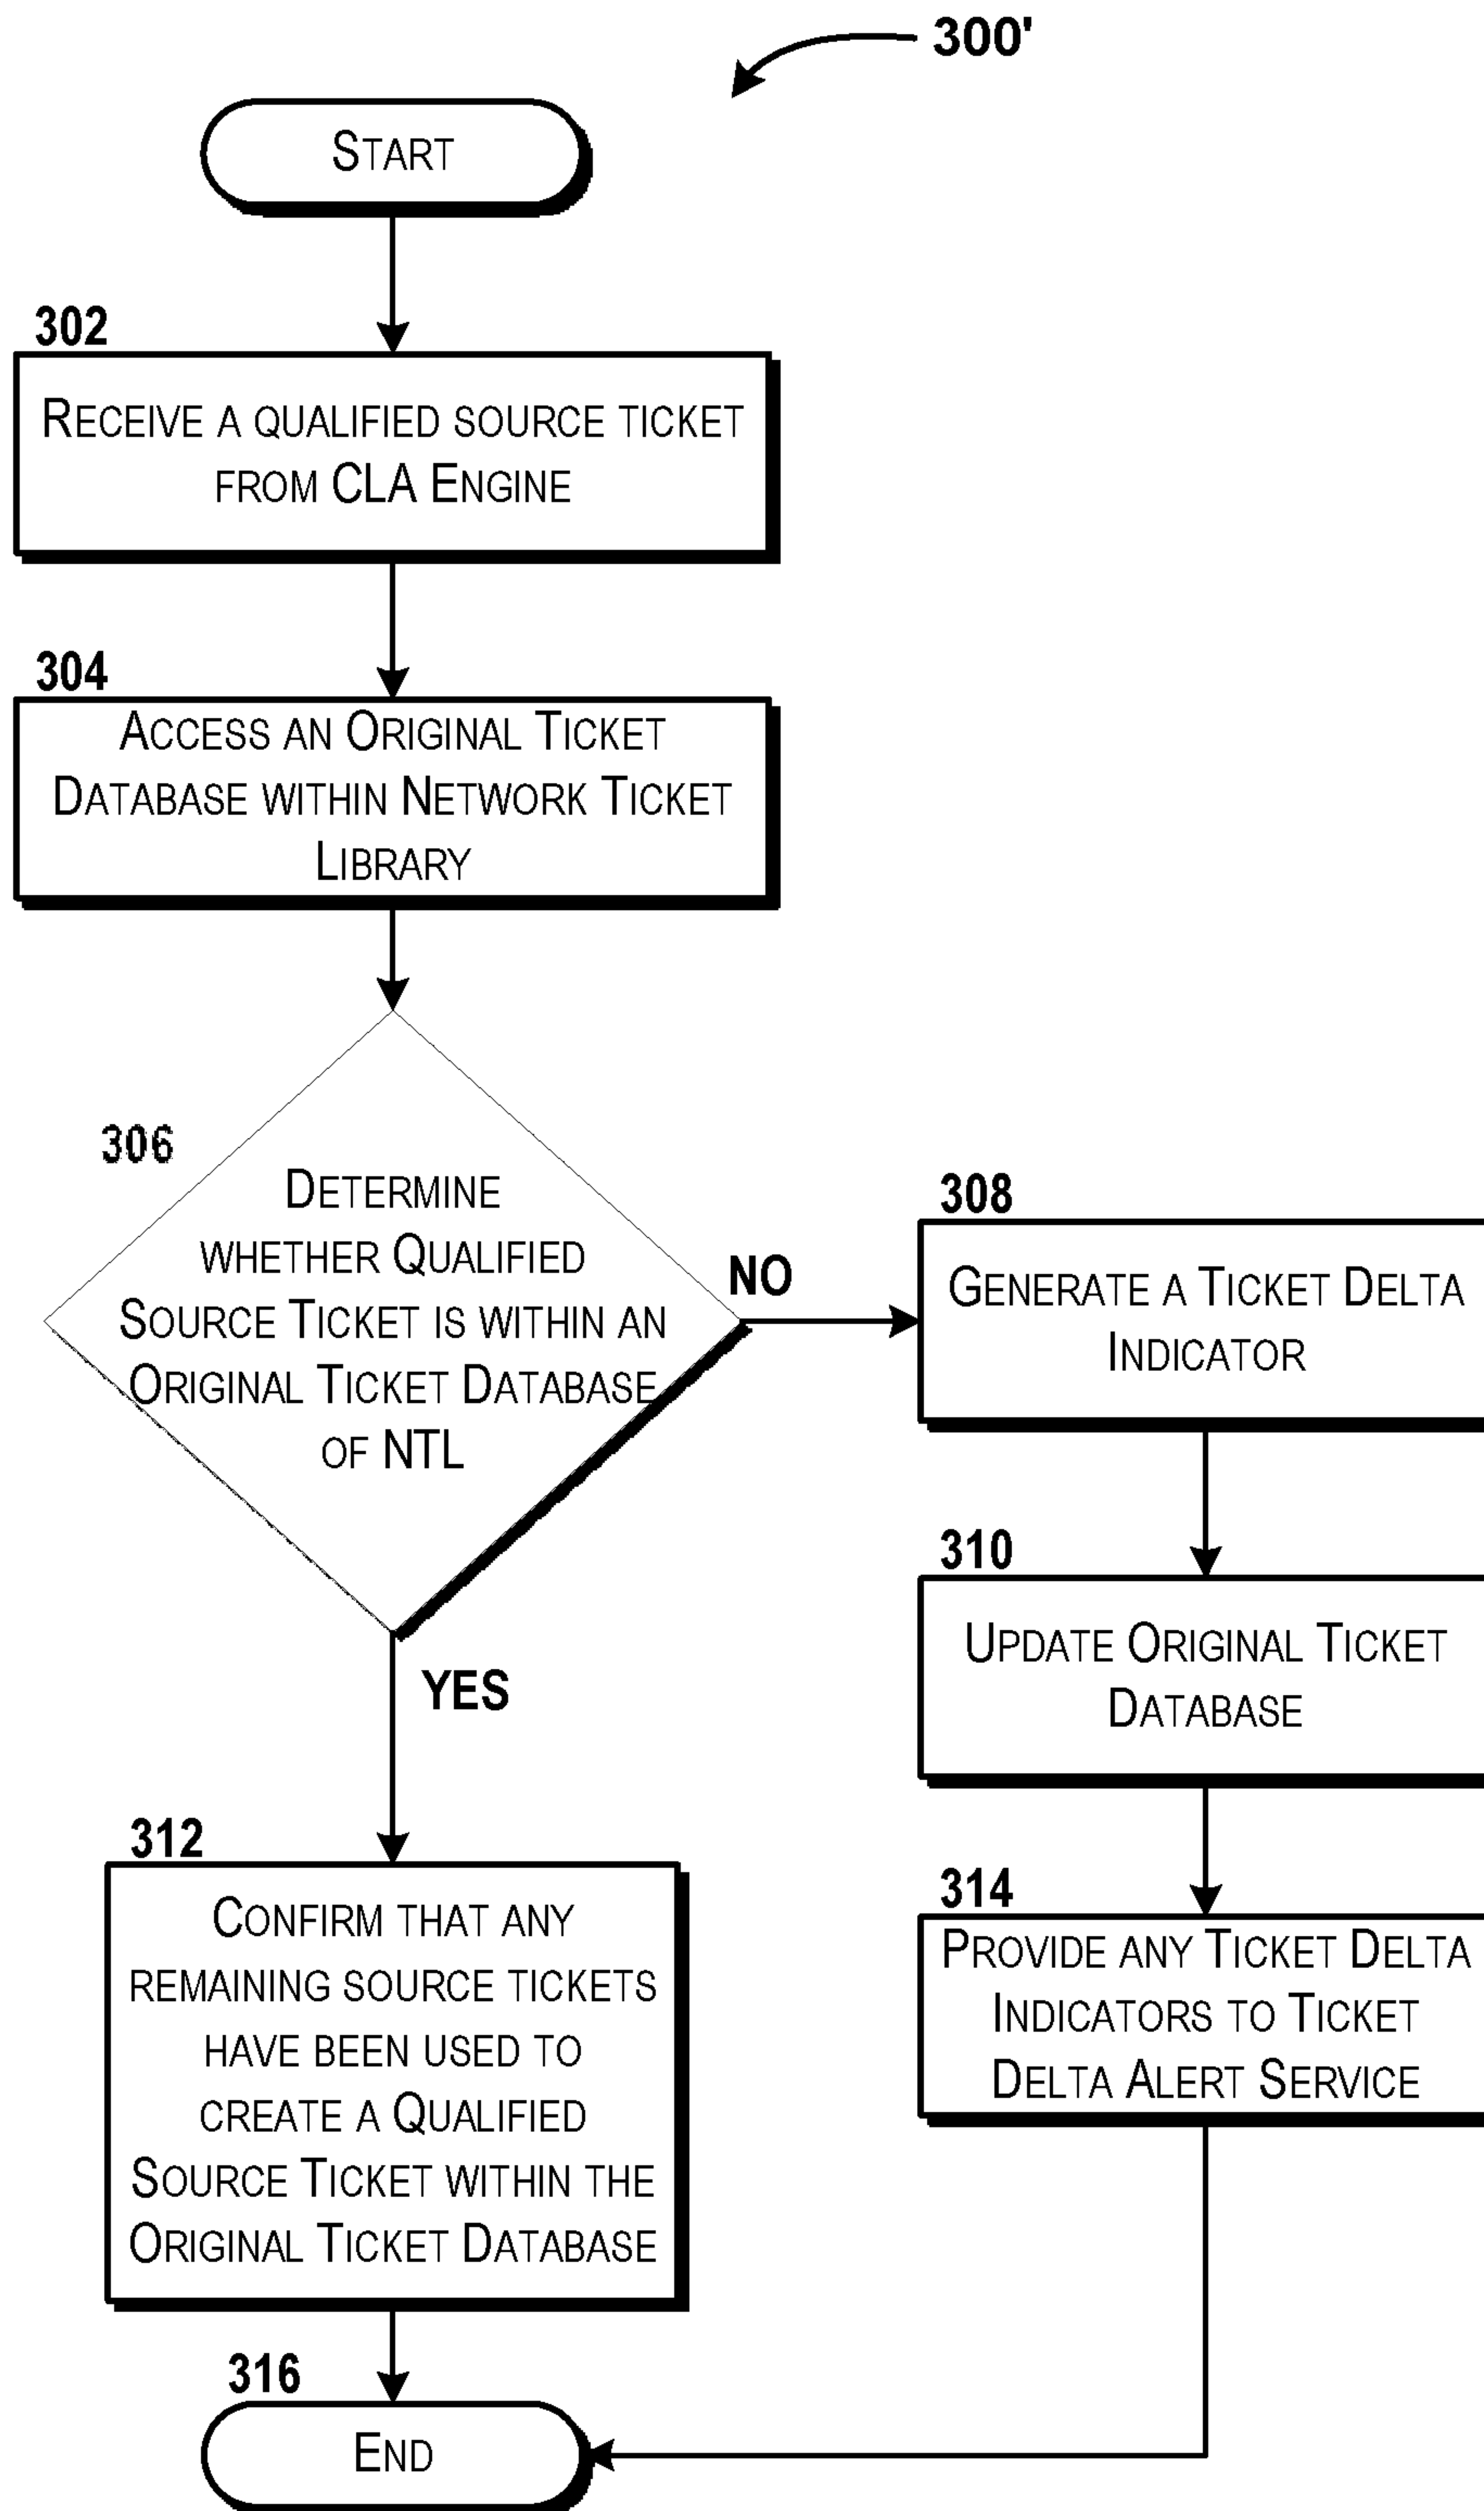 300'
START
302
RECEIVE A QUALIFIED SOURCE TICKET
FROM CLA ENGINE
304
ACCESS AN ORIGINAL TICKET
DATABASE WITHIN NETWORK TICKET
LIBRARY
306
DETERMINE
WHETHER QUALIFIED
SOURCE TICKET IS WITHIN AN
ORIGINAL TICKET DATABASE
OF NTL
NO
308
GENERATE A TICKET DELTA
INDICATOR
310
UPDATE ORIGINAL TICKET
DATABASE
YES
312
CONFIRM THAT ANY
REMAINING SOURCE TICKETS
HAVE BEEN USED TO
CREATE A QUALIFIED
SOURCE TICKET WITHIN THE
ORIGINAL TICKET DATABASE
314
PROVIDE ANY TICKET DELTA
INDICATORS TO TICKET
DELTA ALERT SERVICE
316
END